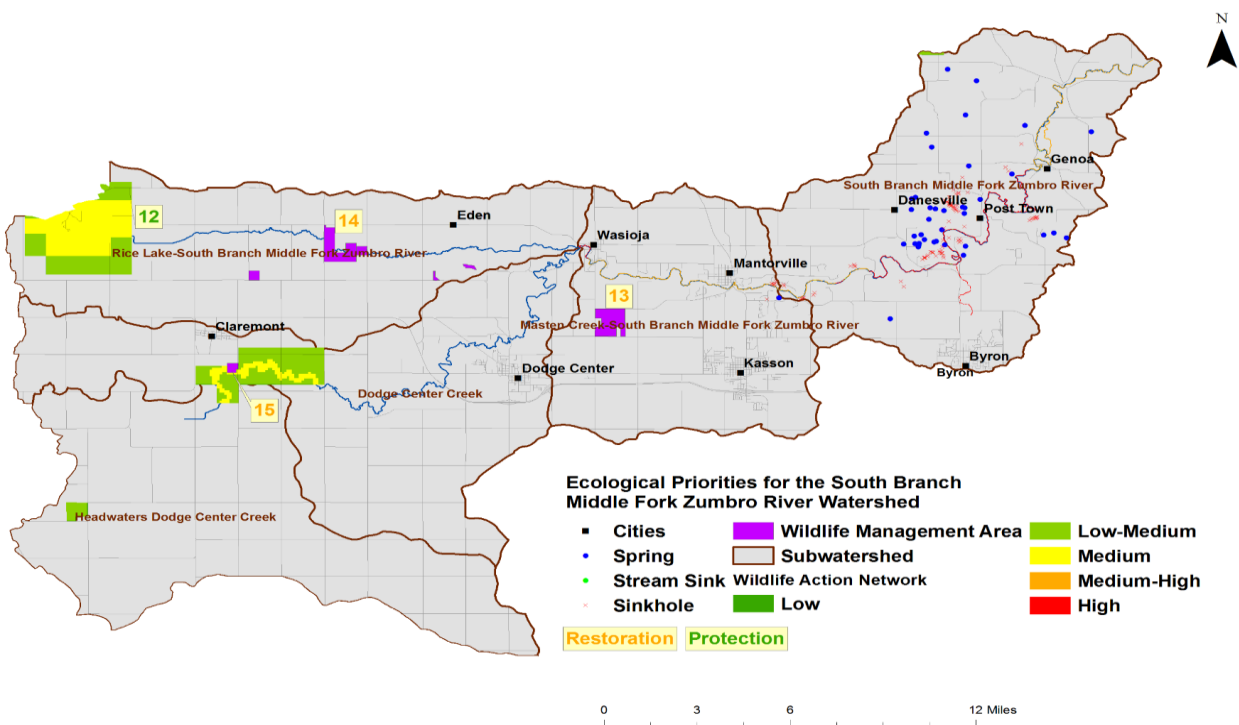 N
Genoa
South Branch Middle Fork Zumbro River
Danesville
Post Town
12
14
Eden
Rice Lake-South Branch Middle Fork Zumbro River
Wasioja
Mantorville
13
Masten Creek-South Branch Middle Fork Zumbro River
Claremont
Byron
Byron
Kasson
Dodge Center
Dodge Center Creek
15
Headwaters Dodge Center Creek
Ecological Priorities for the South Branch
Middle Fork Zumbro River Watershed
Cities
Spring
Stream Sink
Sinkhole
Wildlife Management Area
Subwatershed
Wildlife Action Network
Low
Low-Medium
Medium
Medium-High
High
Restoration
Protection
0 3 6 12 Miles